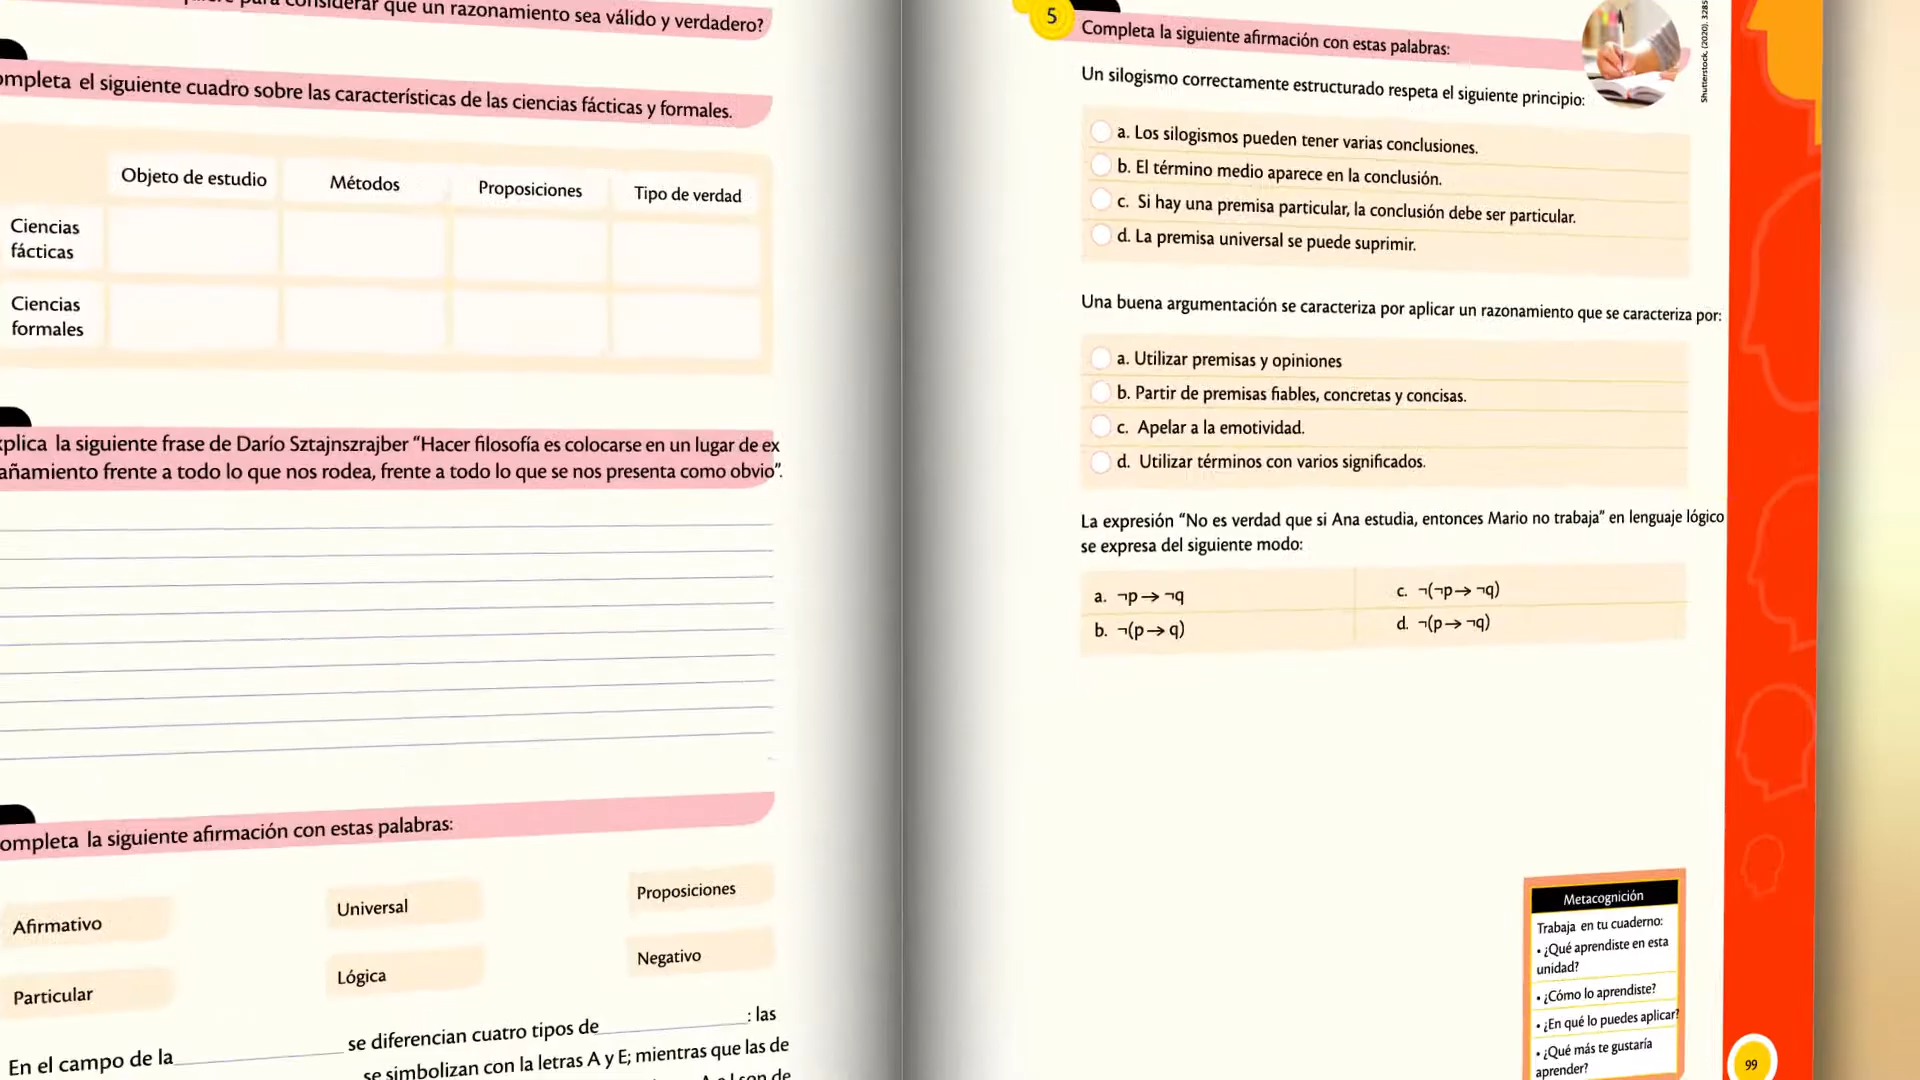 para considerar que un razonamiento sea válido y verdadero?
el siguiente cuadro sobre las características de las ciencias fácticas y formales.
Objeto de estudio Métodos Proposiciones Tipo de verdad
Ciencias
fácticas
Ciencias
formales
la siguiente frase de Darío Sztajnszrajber “Hacer filosofía es colocarse en un lugar de ex
añamiento frente a todo lo que nos rodea, frente a todo lo que se nos presenta como obvio”.
ompleta la siguiente afirmación con estas palabras:
Afirmativo Universal Proposiciones
Particular Lógica Negativo
En el campo de la se diferencian cuatro tipos de : las
se simbolizan con la letras A y E; mientras que las de
5
Completa la siguiente afirmación con estas palabras:
Shutterstock, (2020). 3285
Un silogismo correctamente estructurado respeta el siguiente principio:
a. Los silogismos pueden tener varias conclusiones.
b. El término medio aparece en la conclusión.
c. Si hay una premisa particular, la conclusión debe ser particular.
d. La premisa universal se puede suprimir.
Una buena argumentación se caracteriza por aplicar un razonamiento que se caracteriza por:
a. Utilizar premisas y opiniones
b. Partir de premisas fiables, concretas y concisas.
c. Apelar a la emotividad.
d. Utilizar términos con varios significados.
La expresión “No es verdad que si Ana estudia, entonces Mario no trabaja” en lenguaje lógico
se expresa del siguiente modo:
a. ¬p→ ¬q
b. ¬(p→ q)
c. ¬(¬p→ ¬q)
d. ¬(p→ ¬q)
Metacognición
Trabaja en tu cuaderno:
• ¿Qué aprendiste en esta
unidad?
• ¿Cómo lo aprendiste?
• ¿En qué lo puedes aplicar?
• ¿Qué más te gustaría
aprender?
99